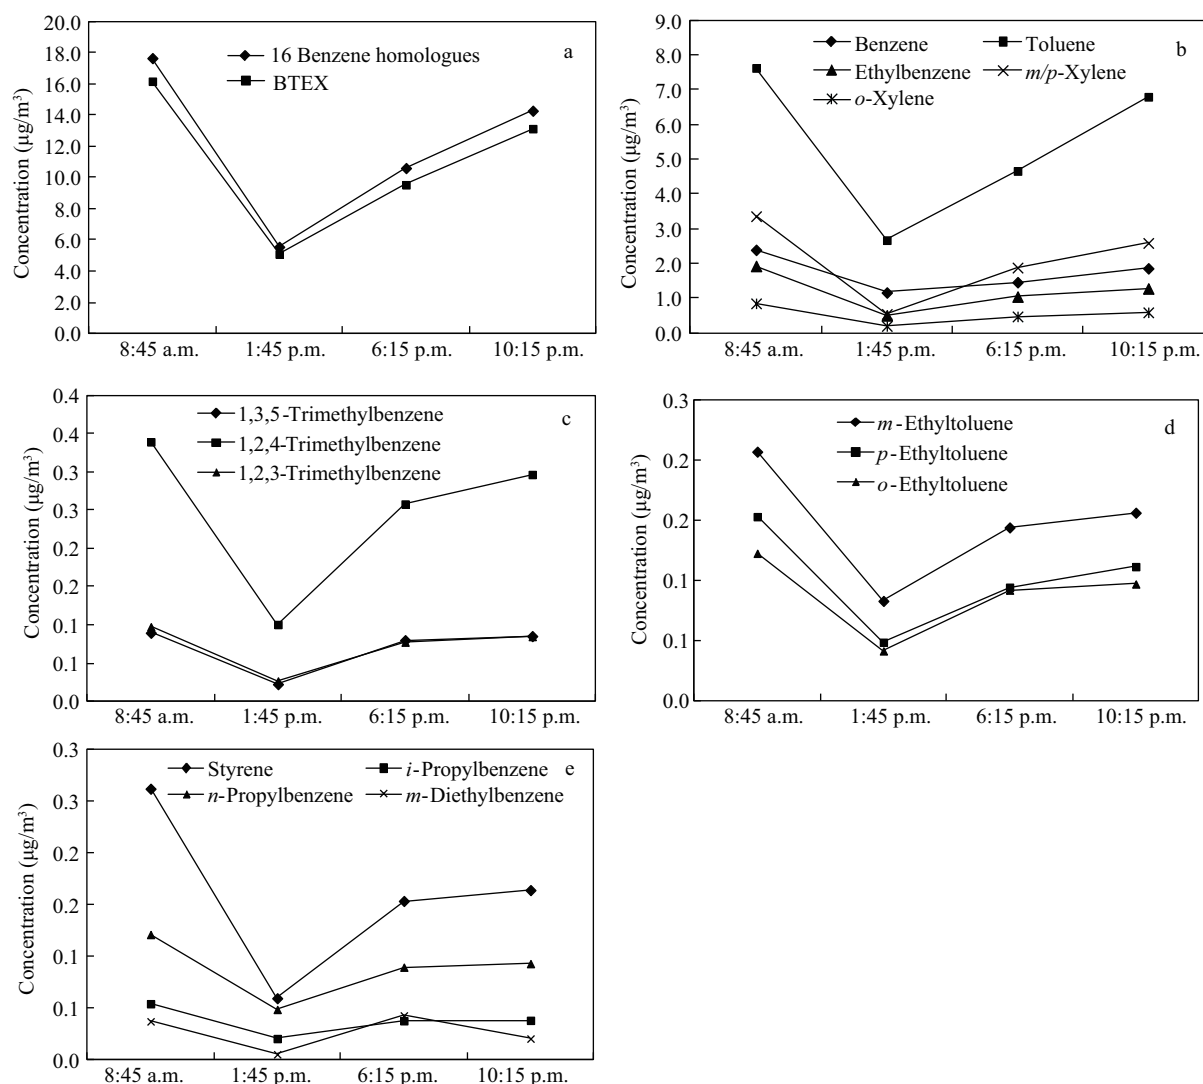 16 Benzene homologues a
BTEX
Concentration (μg/m³)
20.0
18.0
16.0
14.0
12.0
10.0
8.0
6.0
4.0
2.0
0.0
8:45 a.m. 1:45 p.m. 6:15 p.m. 10:15 p.m.
Benzene Toluene b
Ethylbenzene m/p-Xylene
o-Xylene
Concentration (μg/m³)
9.0
8.0
7.0
6.0
5.0
4.0
3.0
2.0
1.0
0.0
8:45 a.m. 1:45 p.m. 6:15 p.m. 10:15 p.m.
1,3,5-Trimethylbenzene c
1,2,4-Trimethylbenzene
1,2,3-Trimethylbenzene
Concentration (μg/m³)
0.4
0.4
0.3
0.3
0.2
0.2
0.1
0.1
0.0
8:45 a.m. 1:45 p.m. 6:15 p.m. 10:15 p.m.
m-Ethyltoluene d
p-Ethyltoluene
o-Ethyltoluene
Concentration (μg/m³)
0.3
0.2
0.2
0.1
0.1
0.0
8:45 a.m. 1:45 p.m. 6:15 p.m. 10:15 p.m.
Styrene i-Propylbenzene e
n-Propylbenzene m-Diethylbenzene
Concentration (μg/m³)
0.3
0.3
0.2
0.2
0.1
0.1
0.0
8:45 a.m. 1:45 p.m. 6:15 p.m. 10:15 p.m.